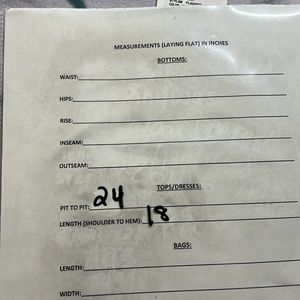 MEASUREMENTS (LAYING FLAT) IN INCHES
BOTTOMS:
WAIST:
HIPS:
RISE:
INSEAM:
OUTSEAM:
TOPS/DRESSES:
PIT TO PIT: 24
LENGTH (SHOULDER TO HEM): 18
BAGS:
LENGTH:
WIDTH: